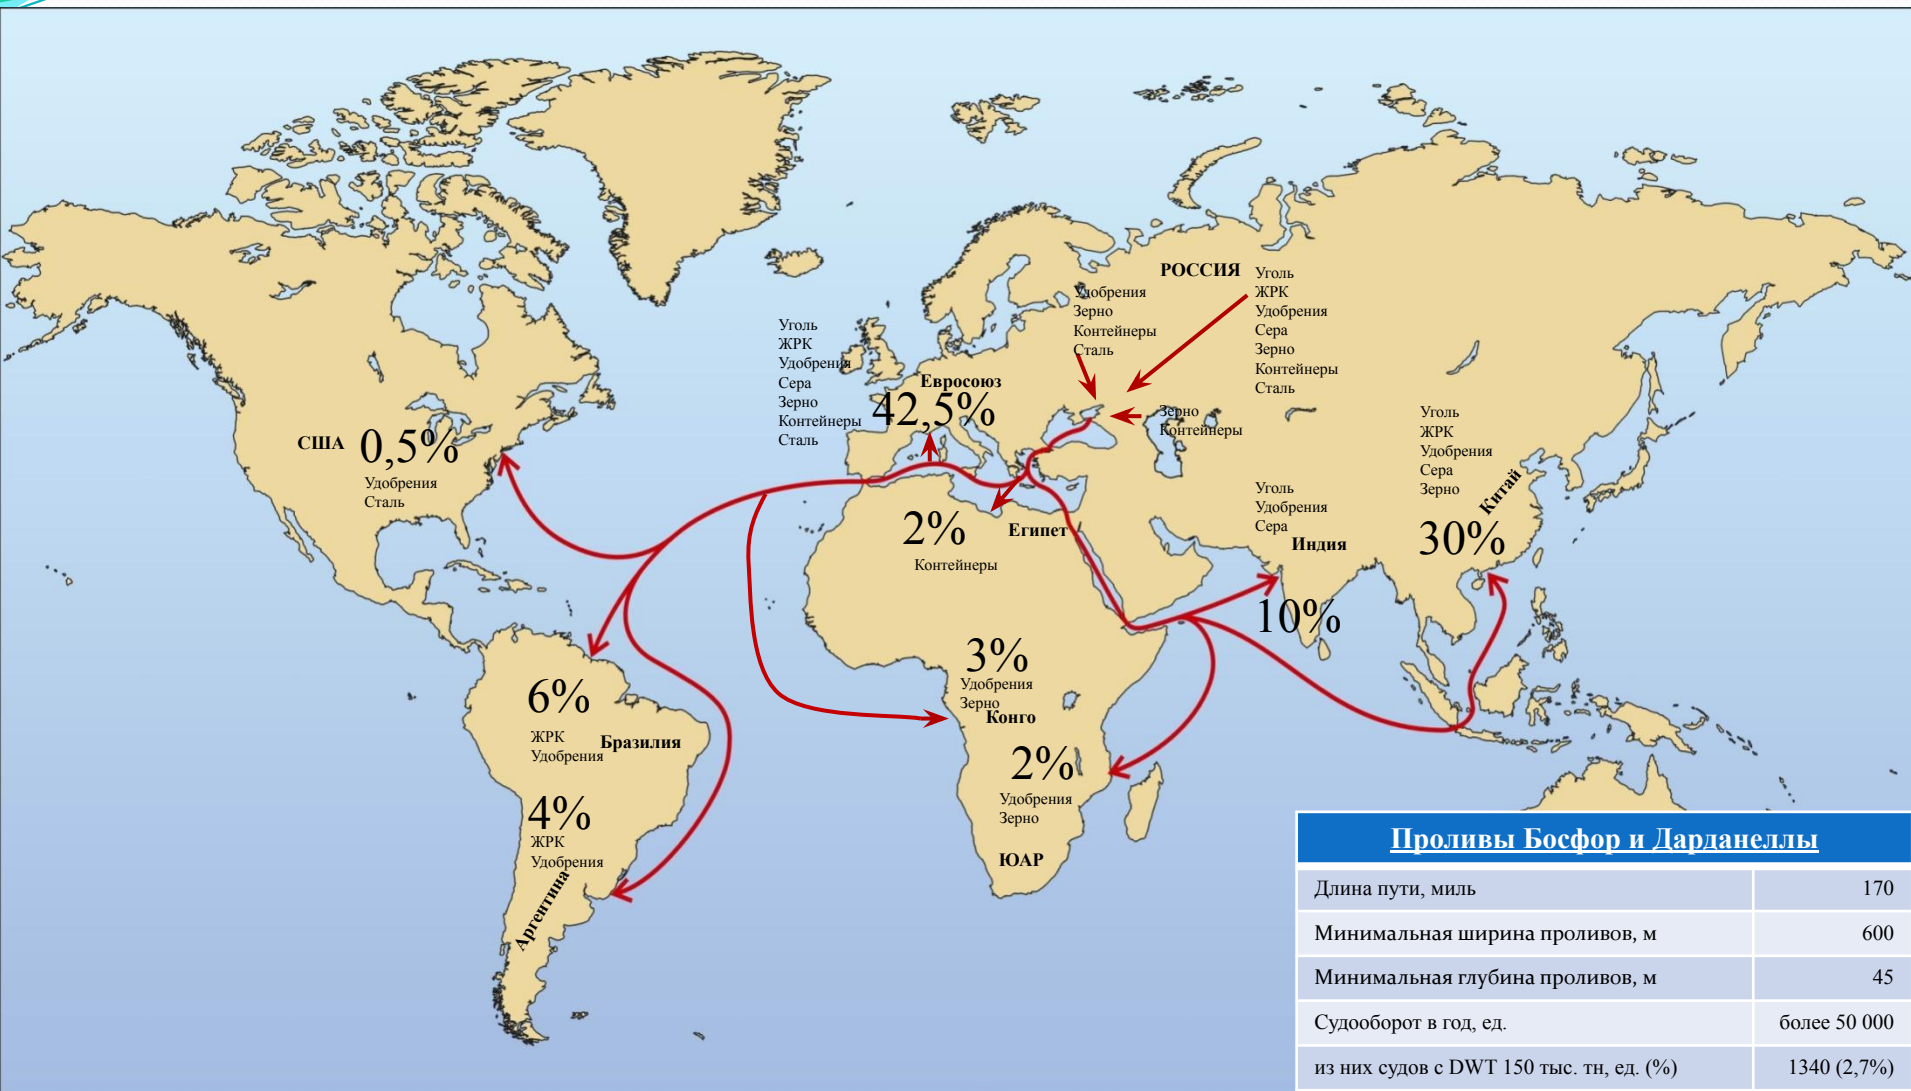 РОССИЯ
Удобрения
Зерно
Контейнеры
Сталь
Уголь
ЖРК
Удобрения
Сера
Зерно
Контейнеры
Сталь
Зерно
Контейнеры
Уголь
ЖРК
Удобрения
Сера
Зерно
Контейнеры
Сталь
Евросоюз
42,5%
США
0,5%
Удобрения
Сталь
2%
Египет
Контейнеры
Уголь
Удобрения
Сера
Индия
10%
Уголь
ЖРК
Удобрения
Сера
Зерно
Китай
30%
3%
Удобрения
Зерно
Конго
2%
Удобрения
Зерно
ЮАР
6%
ЖРК
Удобрения
Бразилия
4%
ЖРК
Удобрения
Аргентина
Проливы Босфор и Дарданеллы
Длина пути, миль 170
Минимальная ширина проливов, м 600
Минимальная глубина проливов, м 45
Судооборот в год, ед. более 50 000
из них судов с DWT 150 тыс. тн, ед. (%) 1340 (2,7%)